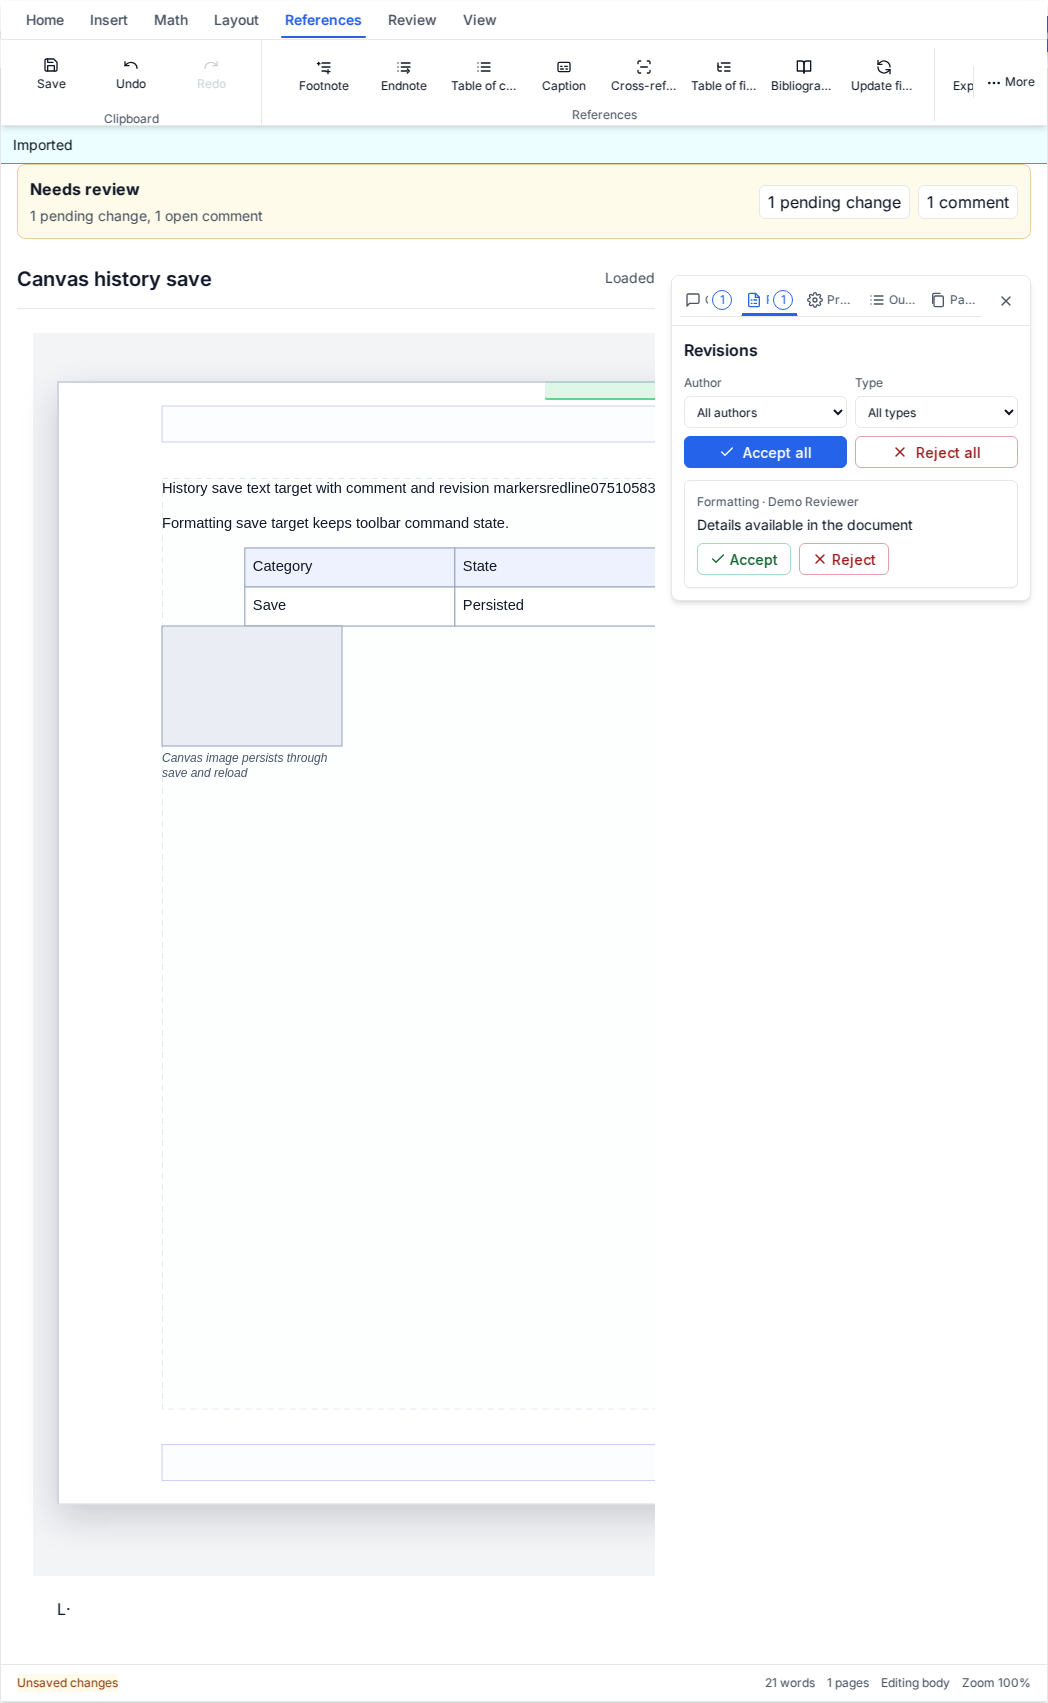 Home Insert Math Layout References Review View
Save Undo Redo
Clipboard
Footnote Endnote Table of c... Caption Cross-ref... Table of fi... Bibliogra... Update fi...
References
Exp
More
Imported
Needs review
1 pending change, 1 open comment
1 pending change 1 comment
Canvas history save
Loaded
1 1 Pr... Ou... Pa...
Revisions
Author Type
All authors All types
Accept all Reject all
Formatting · Demo Reviewer
Details available in the document
Accept Reject
History save text target with comment and revision markersredline07510583
Formatting save target keeps toolbar command state.
Category State
Save Persisted
Canvas image persists through
save and reload
L·
Unsaved changes
21 words 1 pages Editing body Zoom 100%